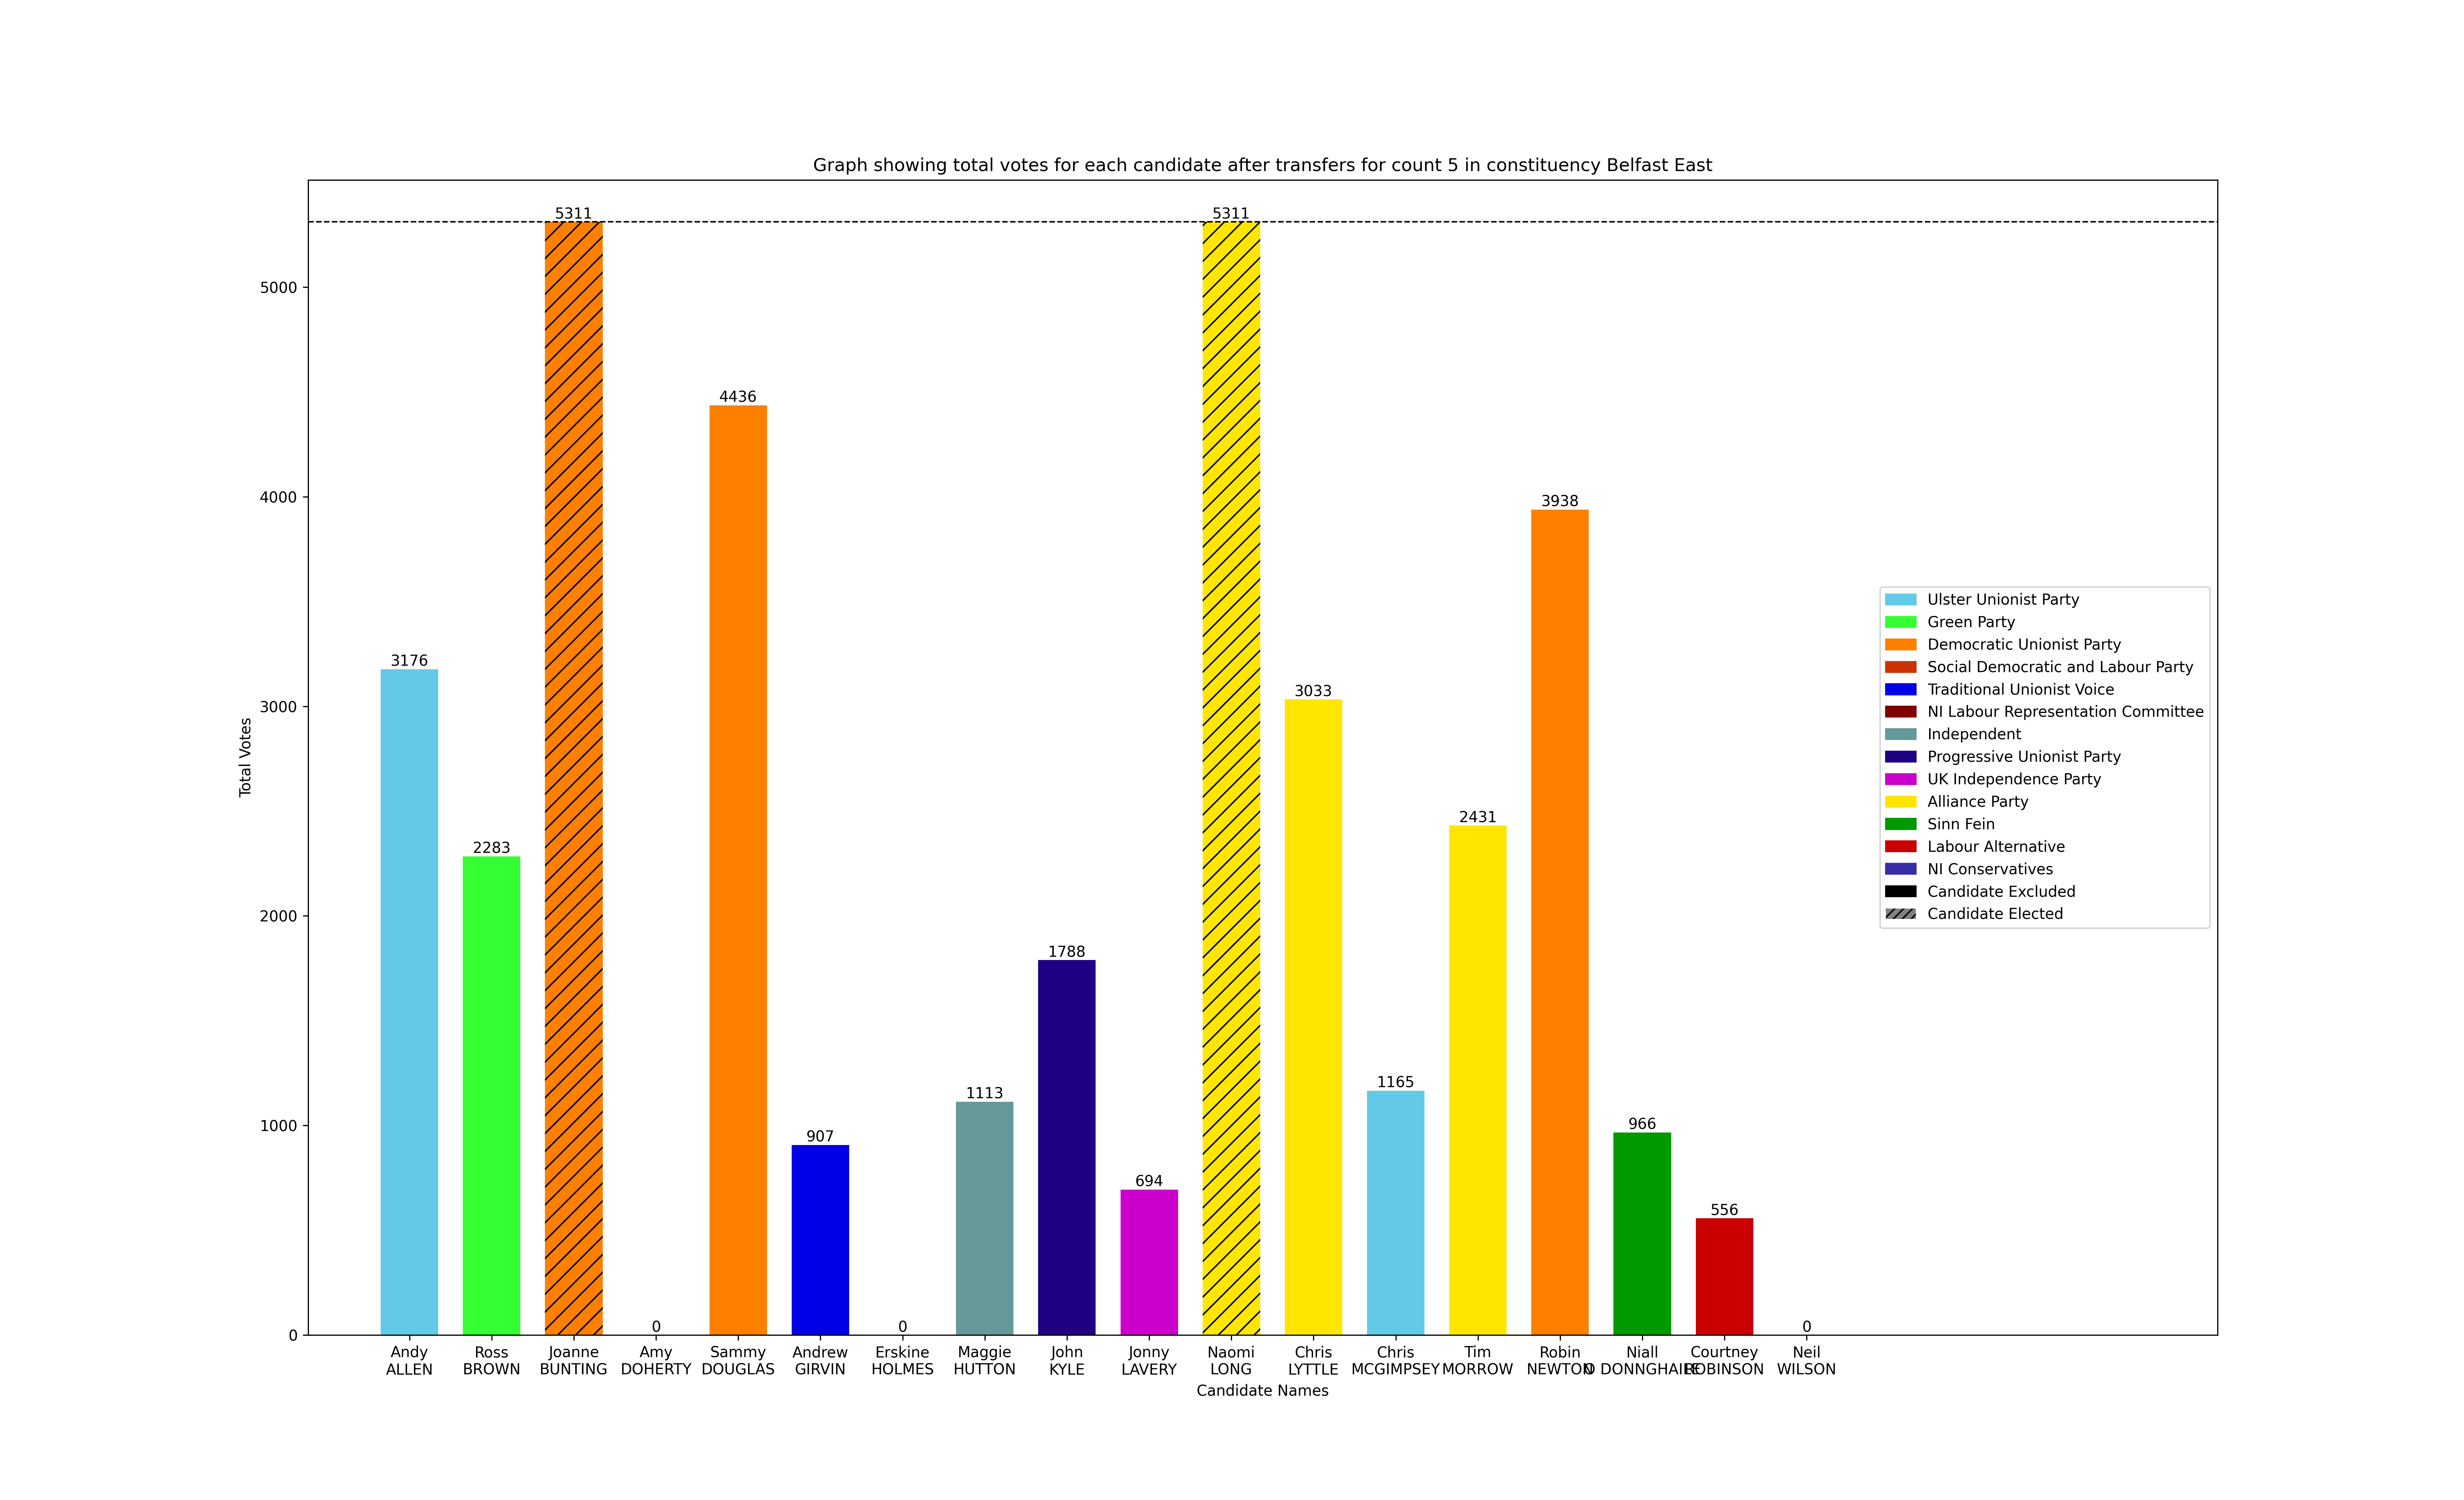 Graph showing total votes for each candidate after transfers for count 5 in constituency Belfast East
5311
5311
5000
4436
4000
3938
3176
3033
3000
2431
2283
2000
1788
1165
1113
1000
966
907
694
556
0
0
0
0
Total Votes
Ulster Unionist Party
Green Party
Democratic Unionist Party
Social Democratic and Labour Party
Traditional Unionist Voice
NI Labour Representation Committee
Independent
Progressive Unionist Party
UK Independence Party
Alliance Party
Sinn Fein
Labour Alternative
NI Conservatives
Candidate Excluded
Candidate Elected
Andy
ALLEN
Ross
BROWN
Joanne
BUNTING
Amy
DOHERTY
Sammy
DOUGLAS
Andrew
GIRVIN
Erskine
HOLMES
Maggie
HUTTON
John
KYLE
Jonny
LAVERY
Naomi
LONG
Chris
LYTTLE
Chris
MCGIMPSEY
Tim
MORROW
Robin
NEWTON
Niall
O DONNGHAILE
Courtney
ROBINSON
Neil
WILSON
Candidate Names